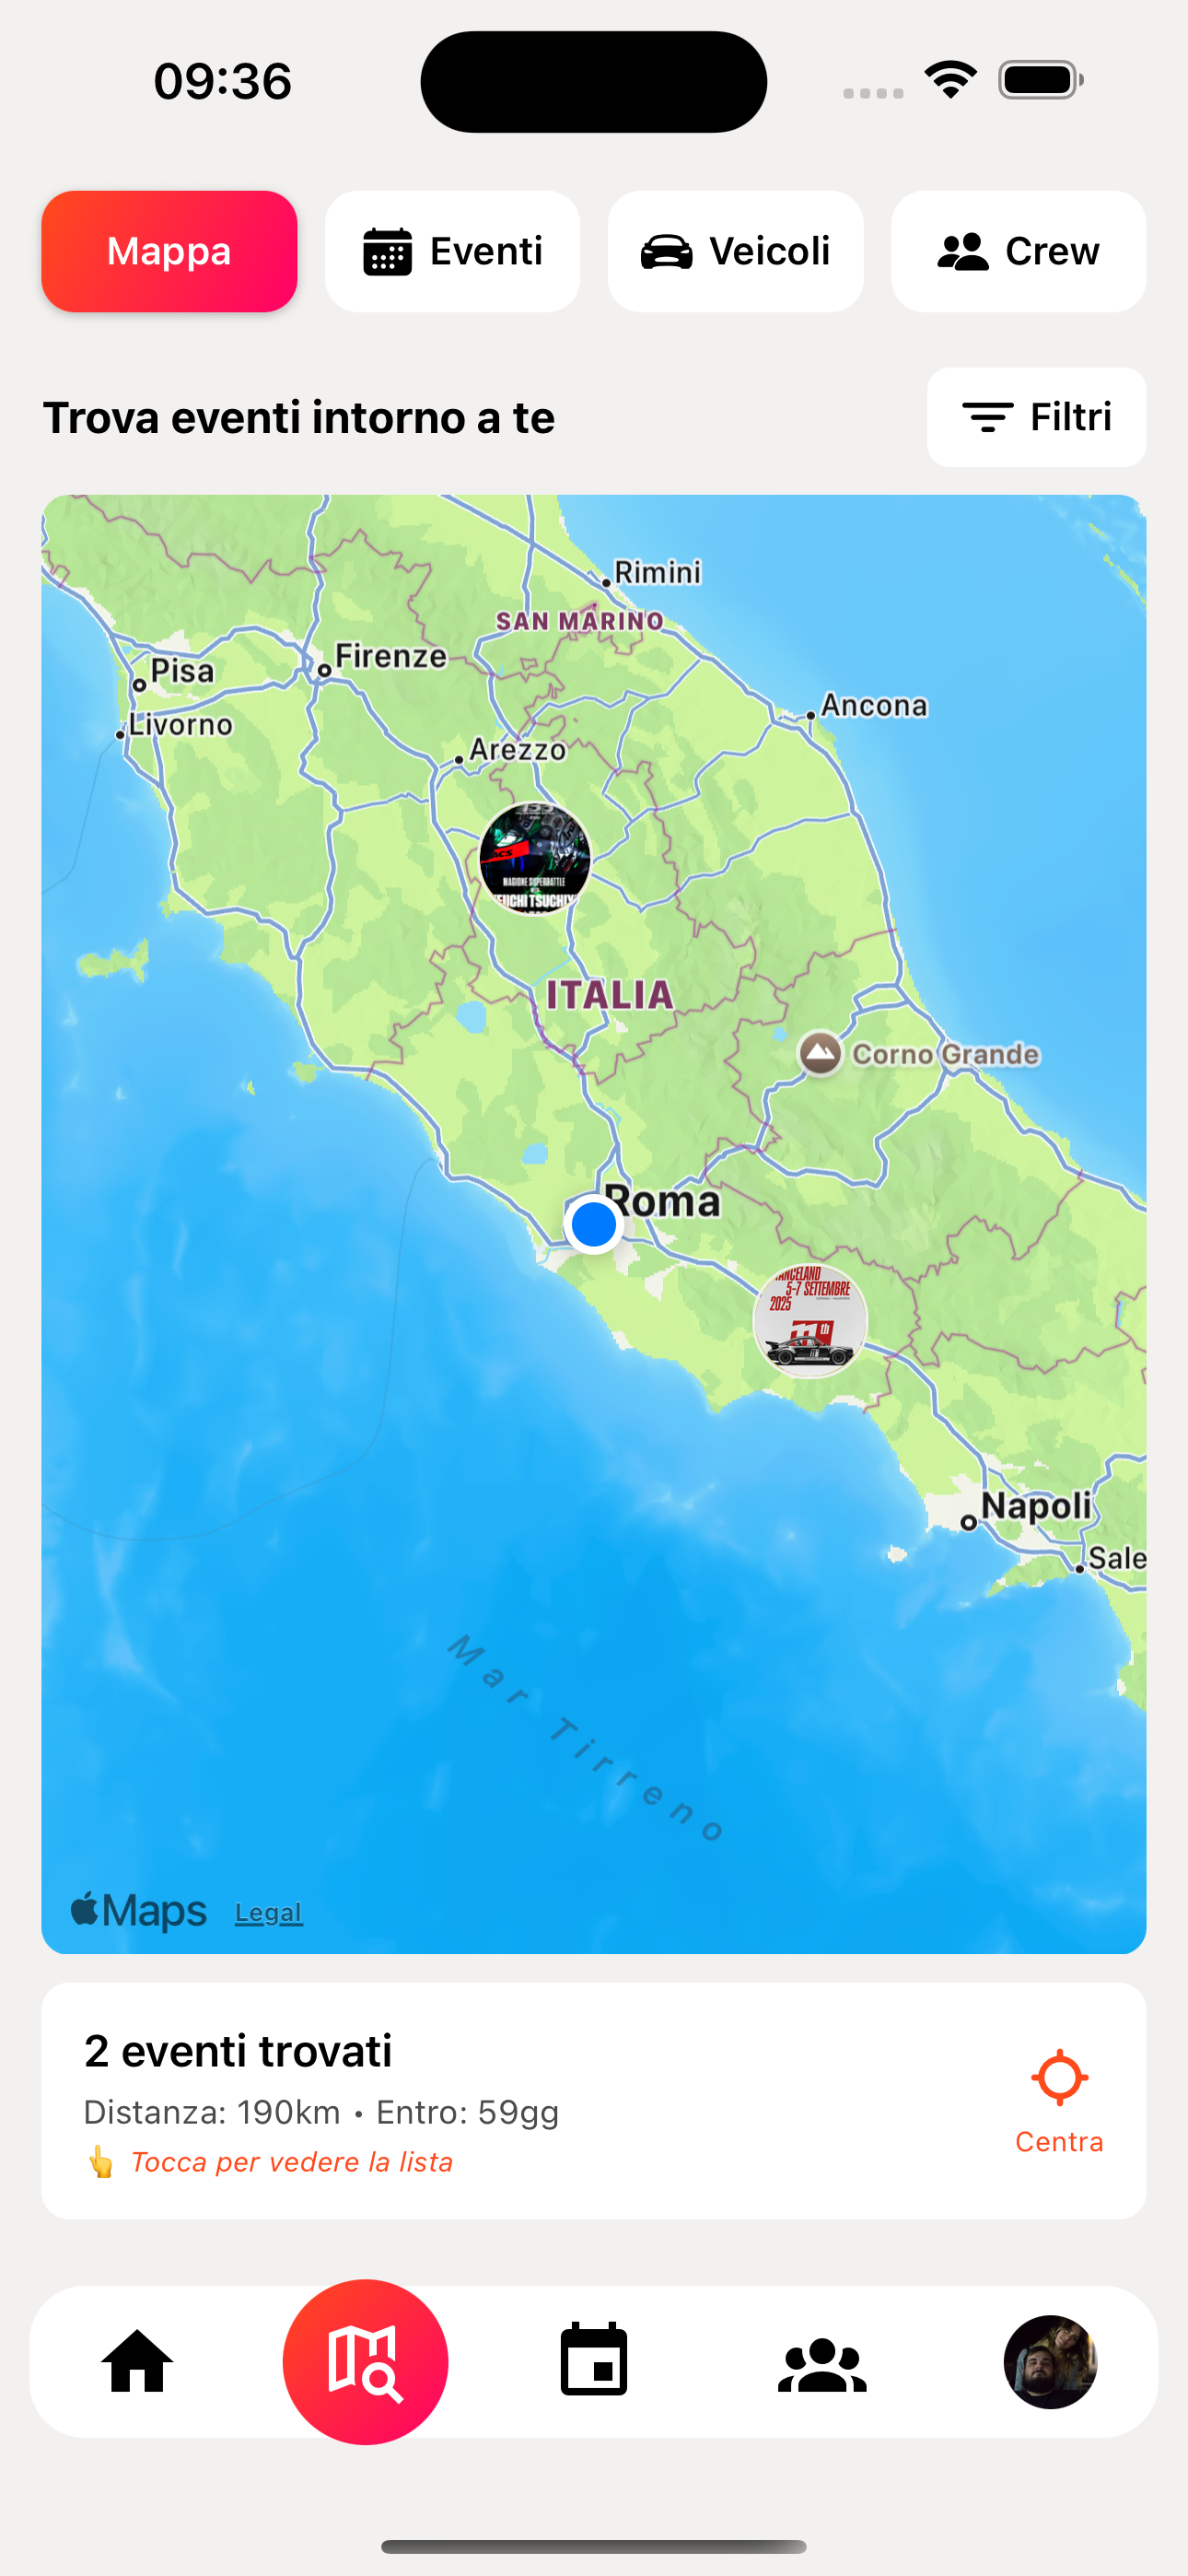 09:36
Mappa
Eventi
Veicoli
Crew
Trova eventi intorno a te
Filtri
Rimini
SAN MARINO
Firenze
Pisa
Livorno
Ancona
Arezzo
MAGIONE SUPERBATTLE
TSUCHIY
ITALIA
Corno Grande
Roma
5-7 SETTEMBRE
2025
11th
Napoli
Sale
Mar Tirreno
Maps
Legal
2 eventi trovati
Distanza: 190km • Entro: 59gg
👆 Tocca per vedere la lista
Centra